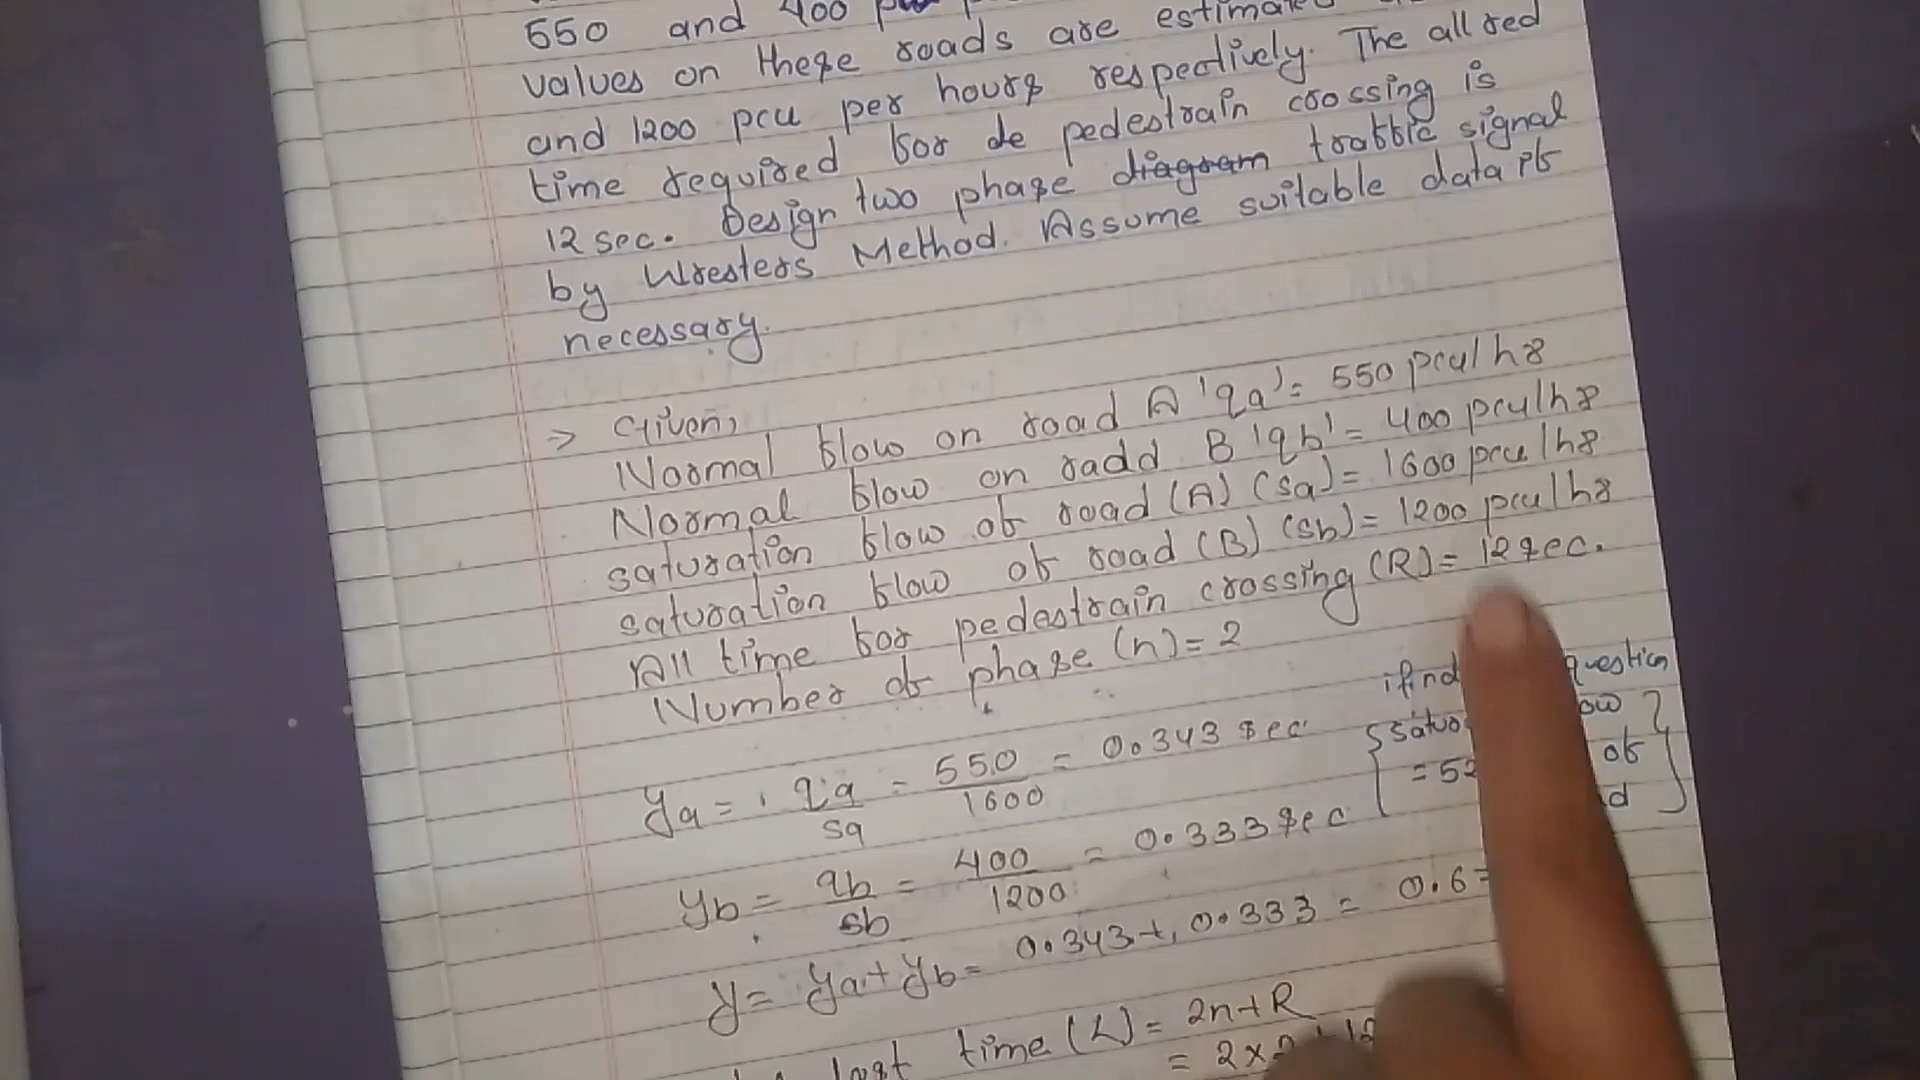 550 and 400
values on these roads are
and 1200 pcu per hours respectively. The all red
time required for de pedestrain crossing is
12 sec. Design two phase diagram traffic signal
by Wresters Method. Assume suitable data if
necessary.
=> Given,
Normal flow on road A 'qa' = 550 pcu/hr
Normal flow on radd B 'qb' = 400 pcu/hr
saturation flow of road (A) (sa) = 1600 pcu/hr
saturation flow of road (B) (sb) = 1200 pcu/hr
All time for pedestrain crossing (R) = 12 sec.
Number of phase (n) = 2
ya = qa/sa = 550/1600 = 0.343 sec
yb = qb/sb = 400/1200 = 0.333 sec
y = ya + yb = 0.343 + 0.333 = 0.6
lost time (L) = 2n + R
= 2 x
question
of